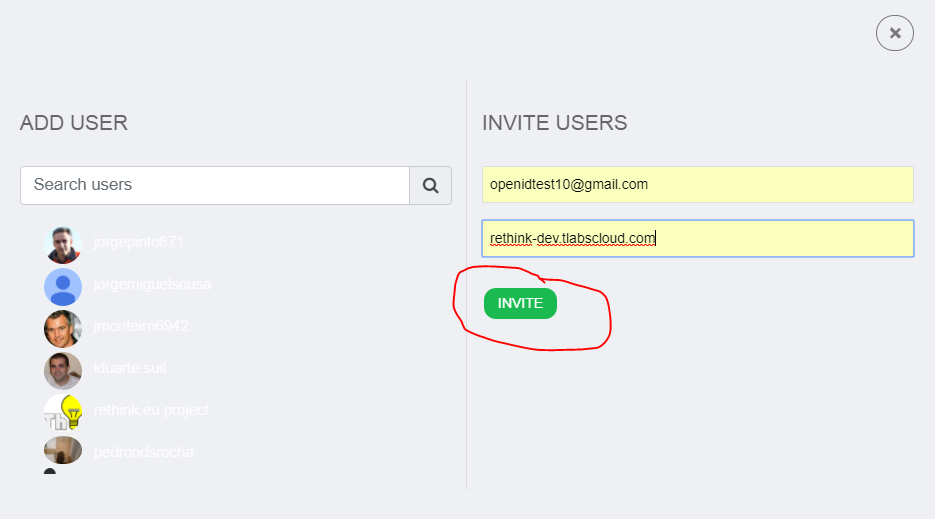 ADD USER
Search users
jorgepinto671
jorgemiguelsousa
jmonteiro6942
lduarte.suil
Th
rethink.eu.project
pedrondsrocha
INVITE USERS
openidtest10@gmail.com
rethink-dev.tlabscloud.com
INVITE